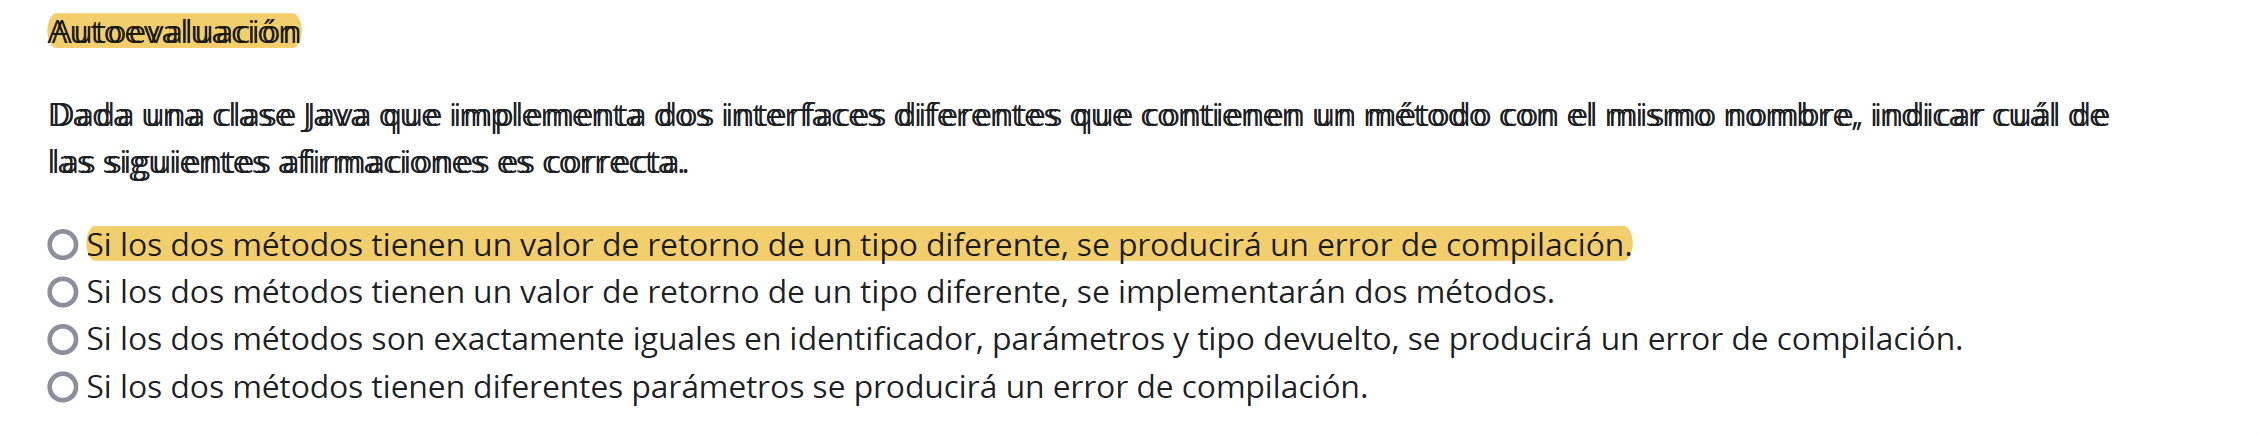 Autoevaluación
Dada una clase Java que implementa dos interfaces diferentes que contienen un método con el mismo nombre, indicar cuál de
las siguientes afirmaciones es correcta.
Si los dos métodos tienen un valor de retorno de un tipo diferente, se producirá un error de compilación.
Si los dos métodos tienen un valor de retorno de un tipo diferente, se implementarán dos métodos.
Si los dos métodos son exactamente iguales en identificador, parámetros y tipo devuelto, se producirá un error de compilación.
Si los dos métodos tienen diferentes parámetros se producirá un error de compilación.